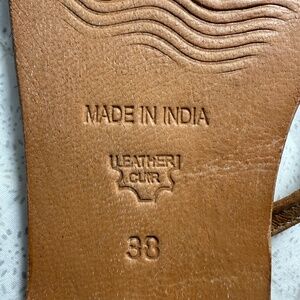 MADE IN INDIA
LEATHER
CUIR
38